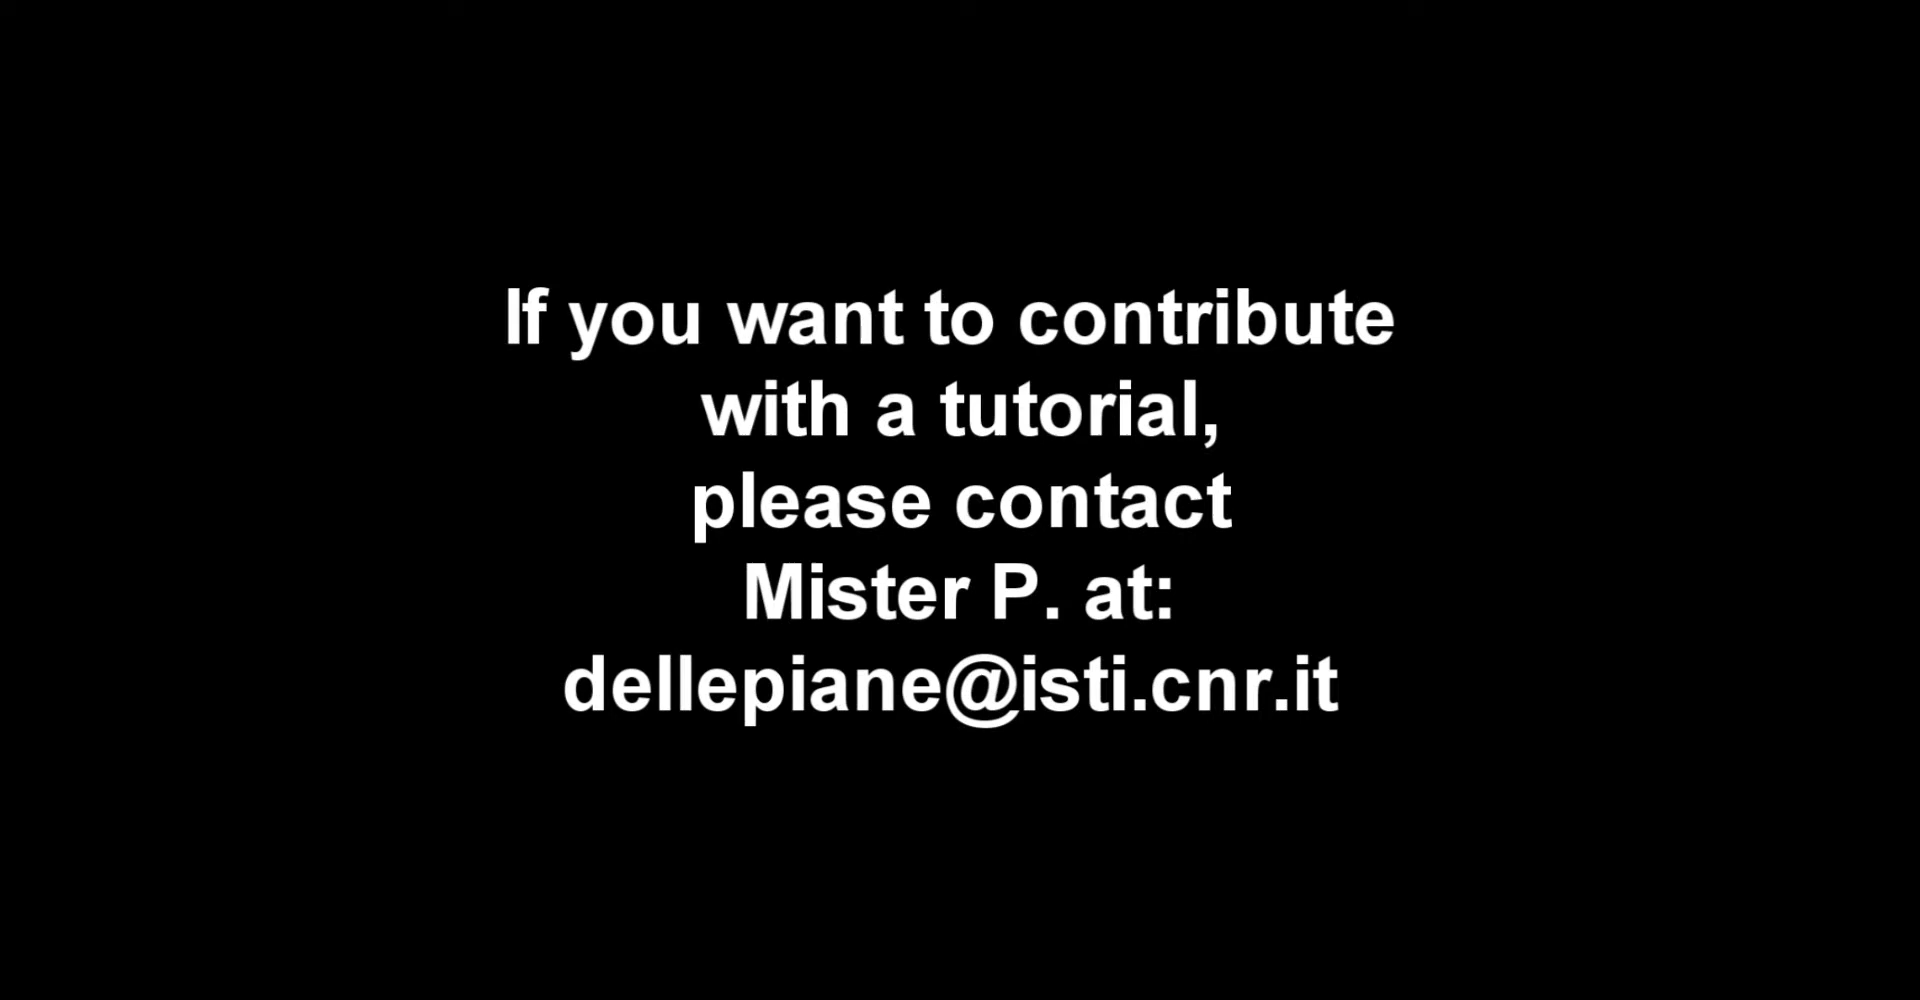 If you want to contribute
with a tutorial,
please contact
Mister P. at:
dellepiane@isti.cnr.it